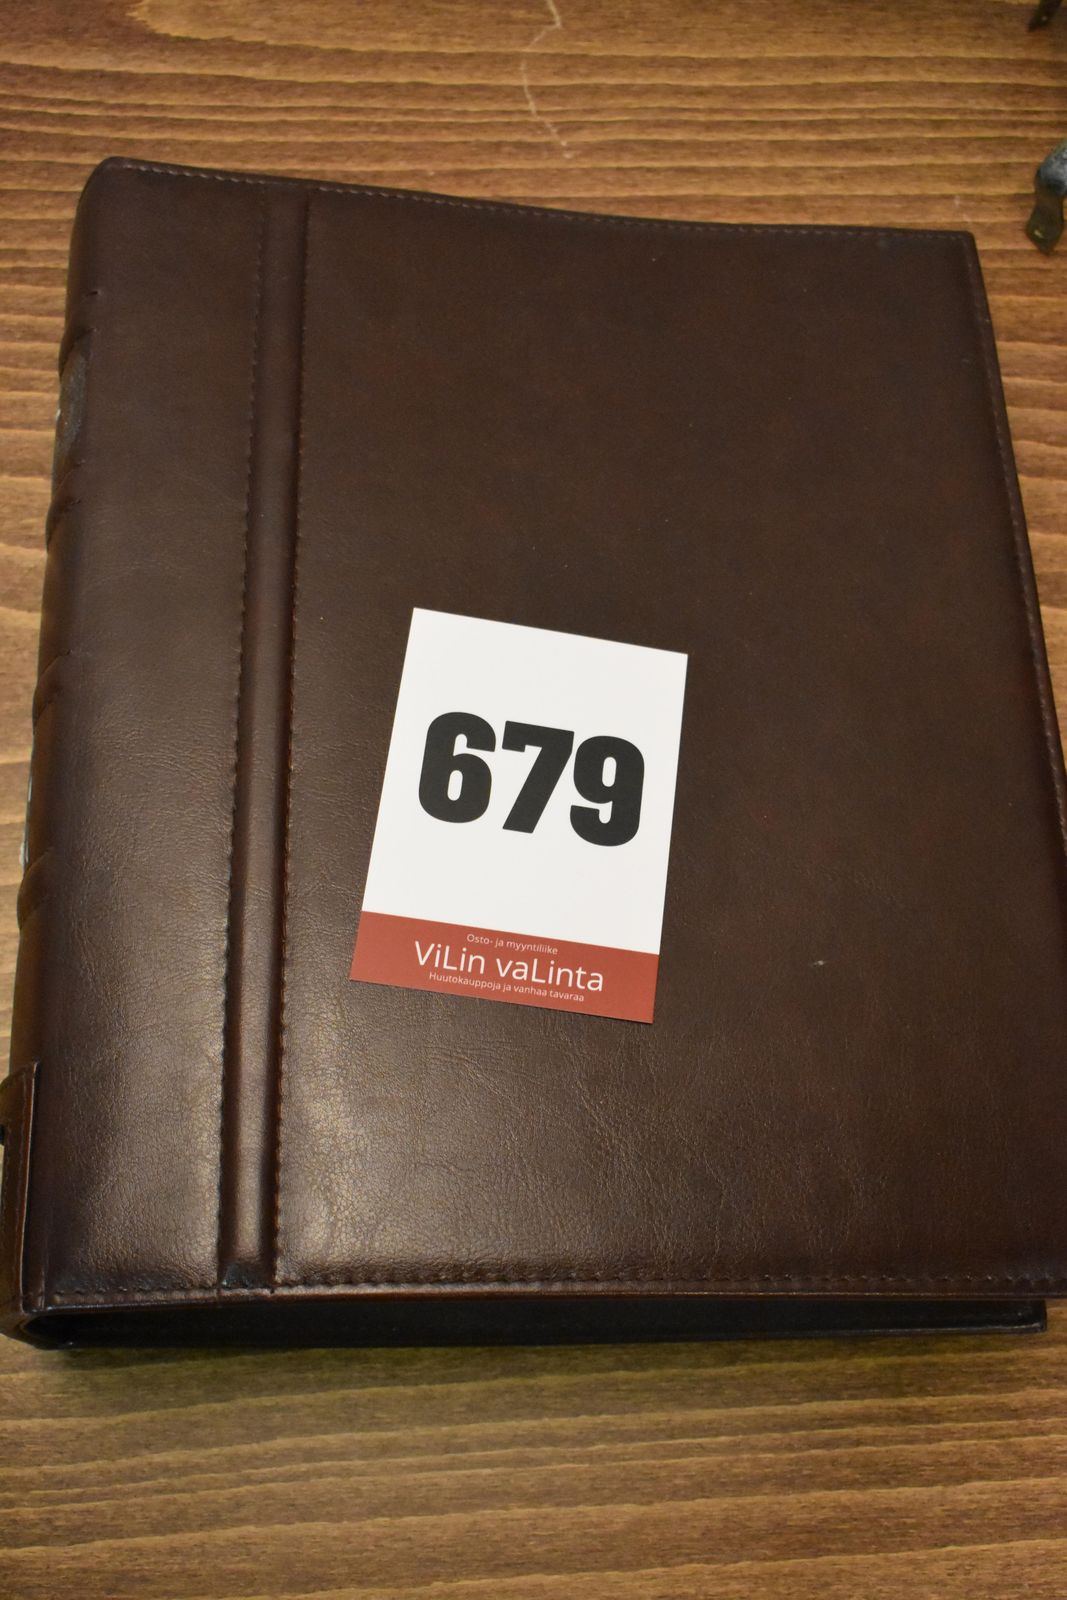 679
Osto- ja myyntiliike
ViLin vaLinta
Huutokauppoja ja vanhaa tavaraa